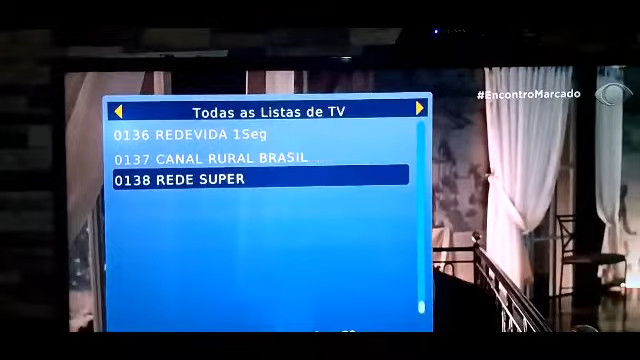 Todas as Listas de TV
#EncontroMarcado
0136 REDEVIDA 1Seg
0137 CANAL RURAL BRASIL
0138 REDE SUPER